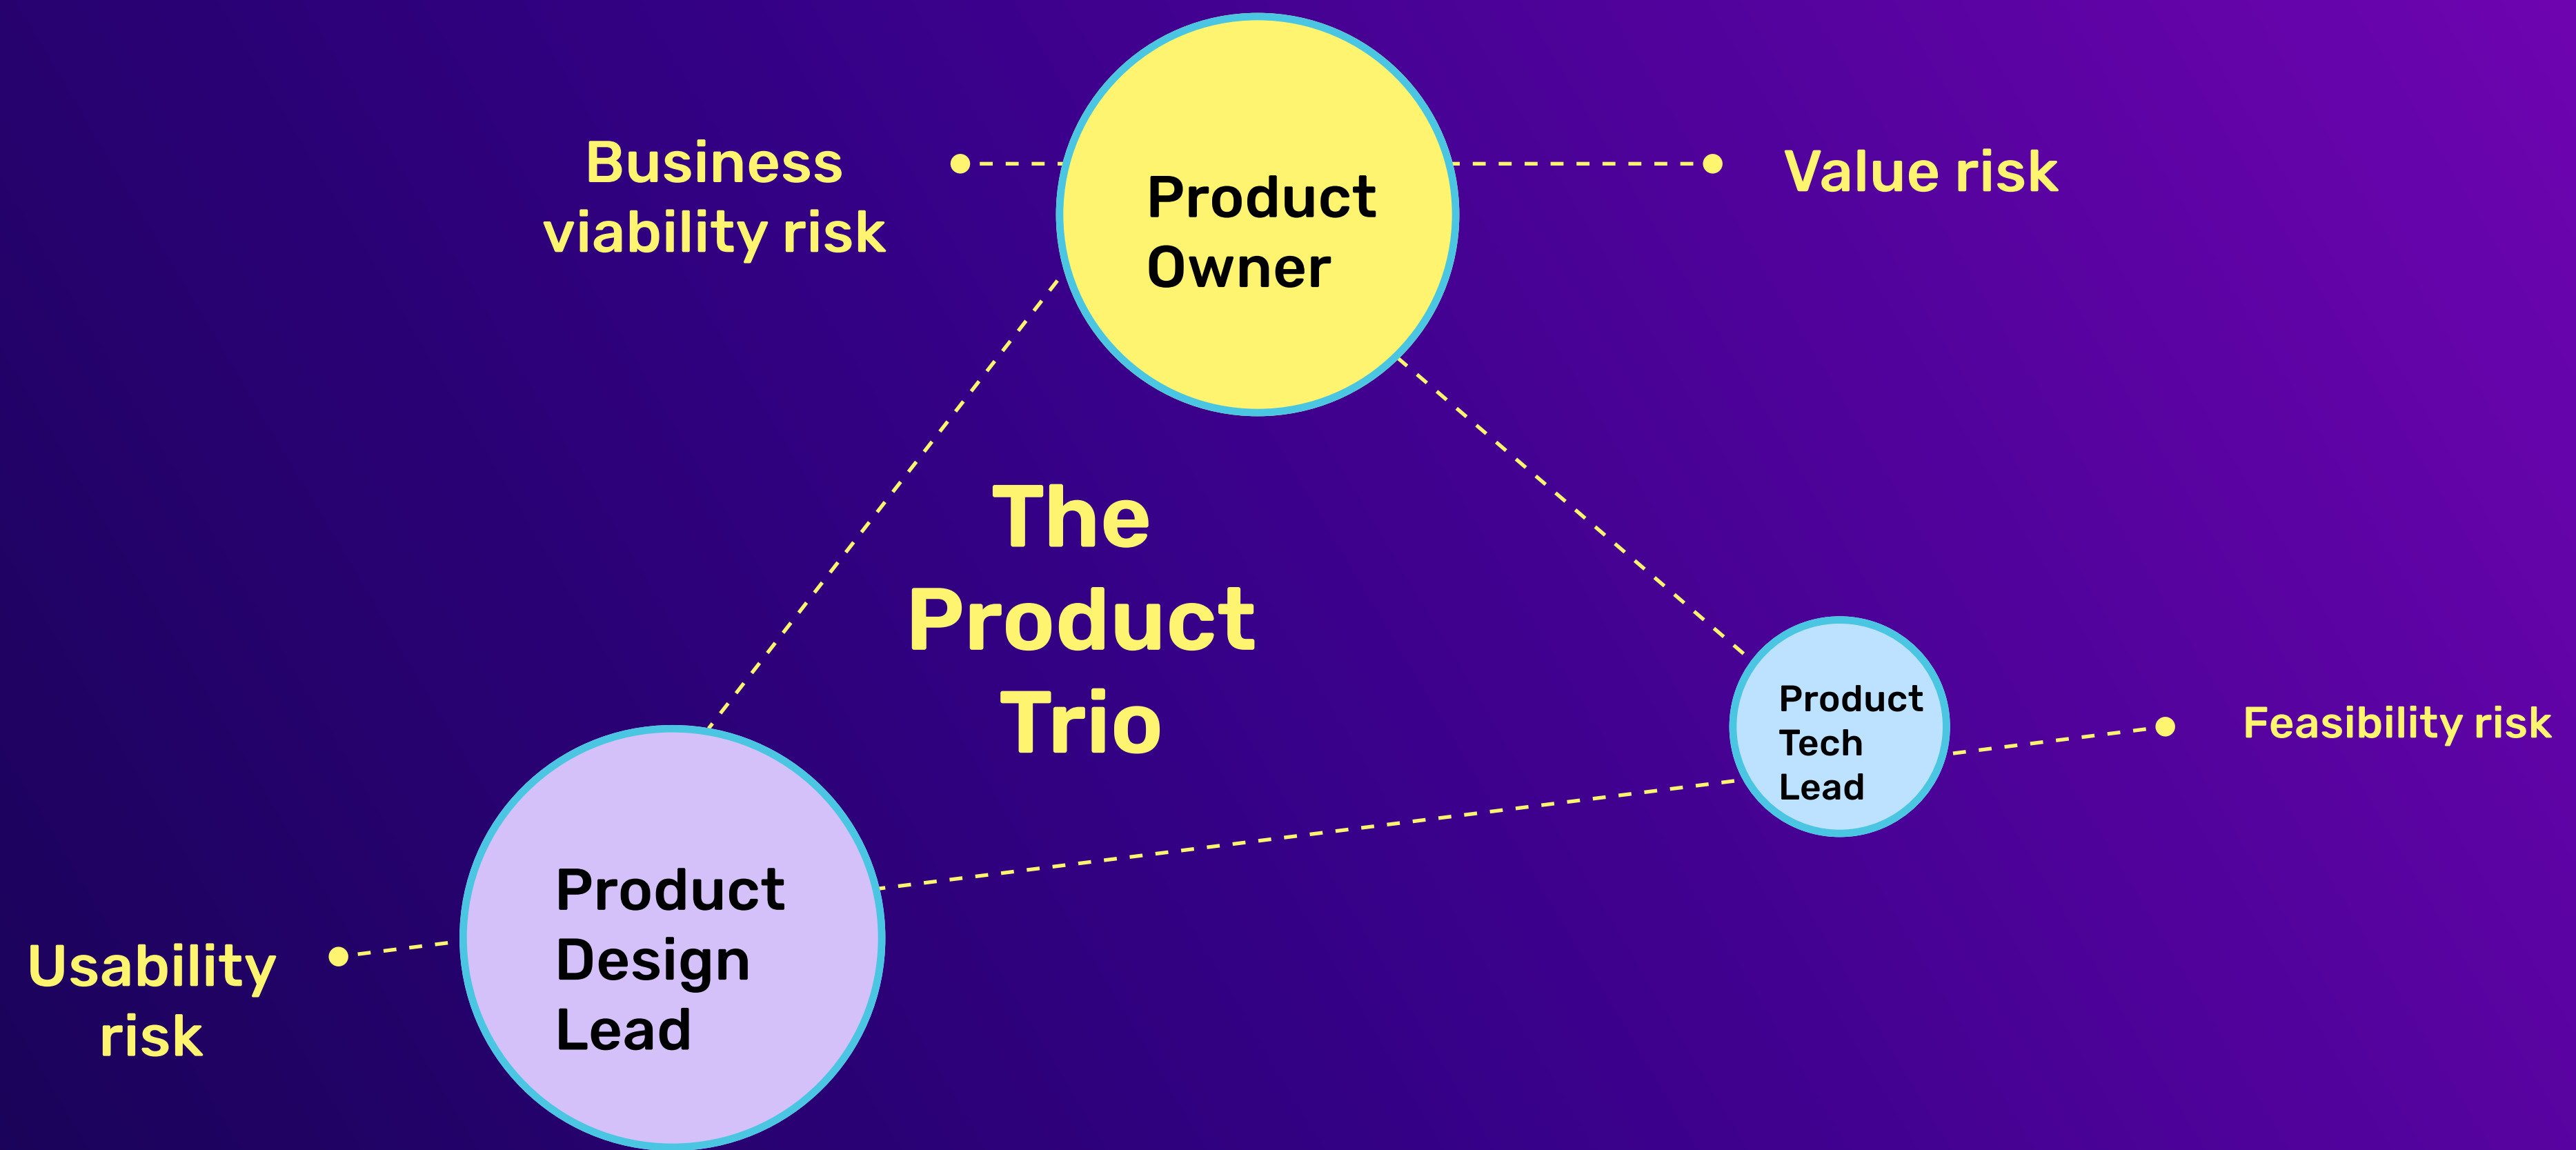 Business
viability risk
Product
Owner
Value risk
The
Product
Trio
Product
Tech
Lead
Feasibility risk
Product
Design
Lead
Usability
risk